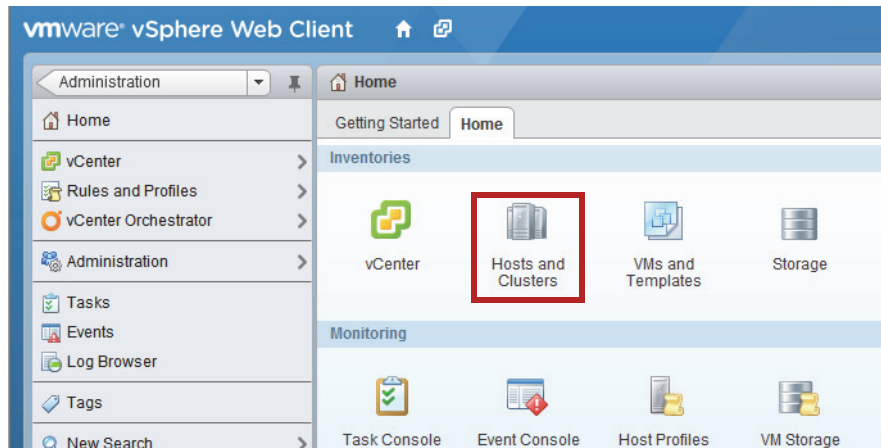 vmware® vSphere Web Client
Administration
Home
vCenter
Rules and Profiles
vCenter Orchestrator
Administration
Tasks
Events
Log Browser
Tags
New Search
Home
Getting Started Home
Inventories
vCenter
Hosts and
Clusters
VMs and
Templates
Storage
Monitoring
Task Console
Event Console
Host Profiles
VM Storage